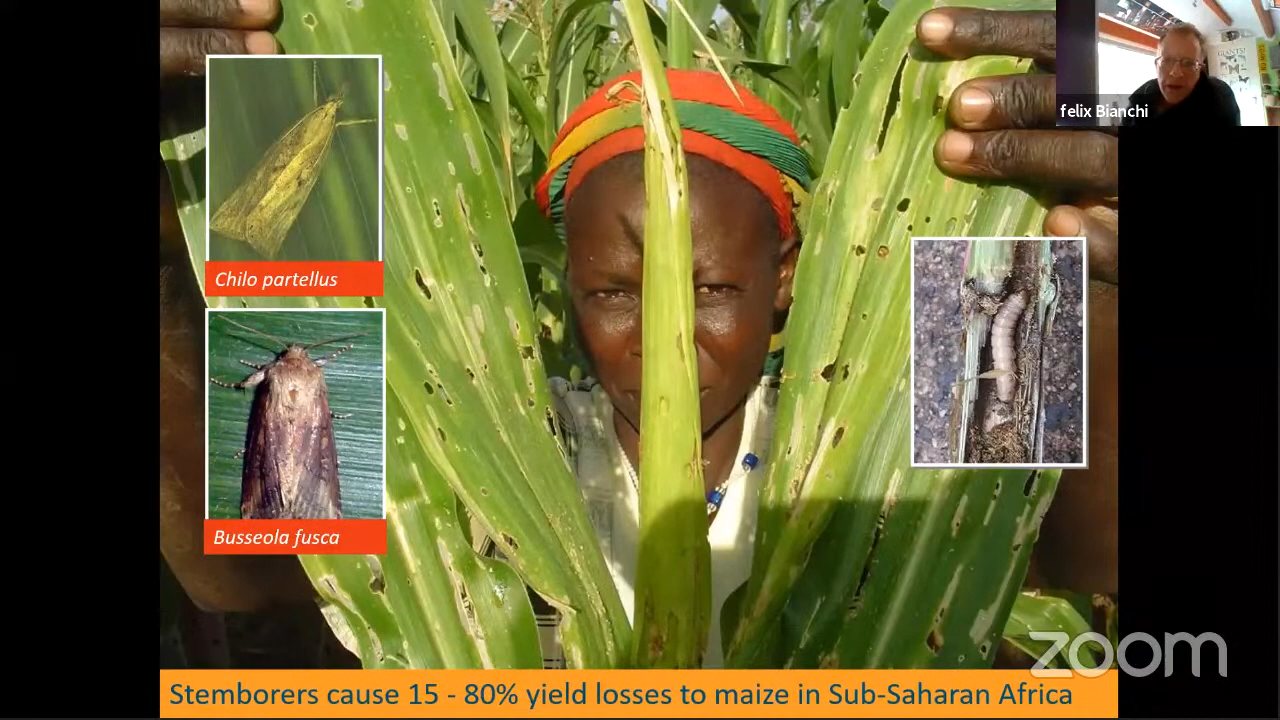 felix Bianchi
Chilo partellus
Busseola fusca
Stemborers cause 15 - 80% yield losses to maize in Sub-Saharan Africa
zoom